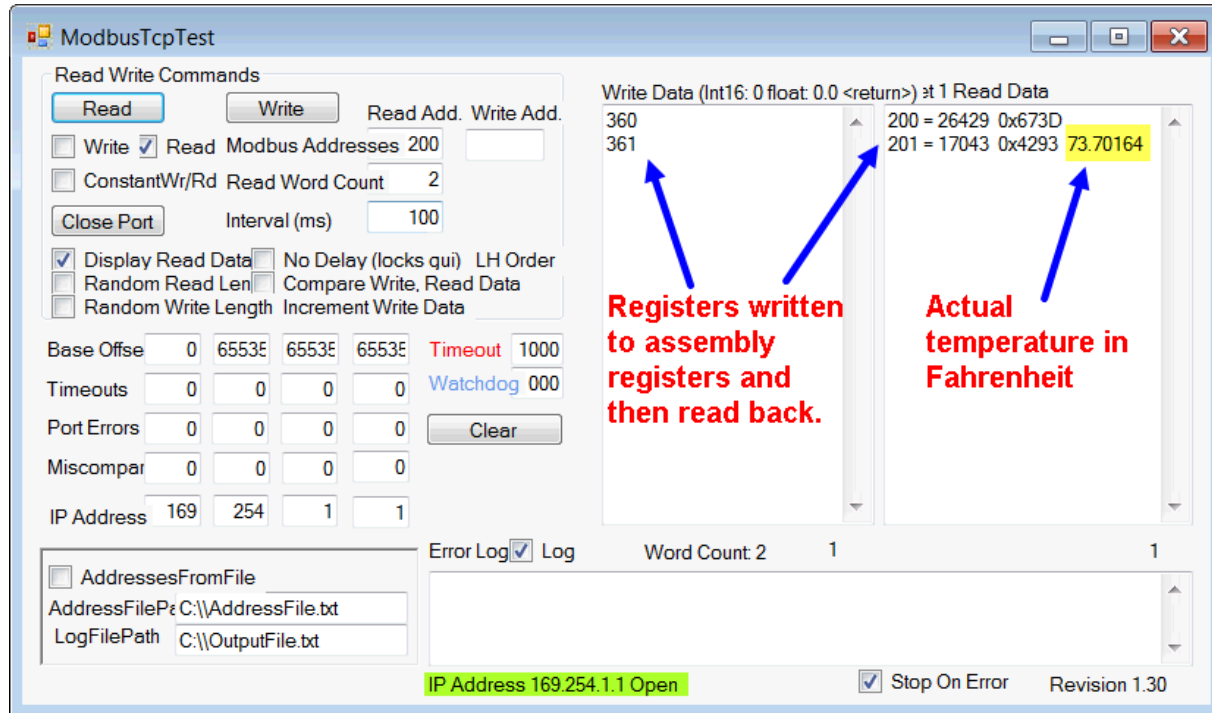 ModbusTcpTest
Read Write Commands
Read Write Read Add. Write Add.
Write Read Modbus Addresses 200
ConstantWr/Rd Read Word Count 2
Close Port Interval (ms) 100
Display Read Data No Delay (locks qui) LH Order
Random Read Len Compare Write, Read Data
Random Write Length Increment Write Data
Base Offse 0 65535 65535 65535 Timeout 1000
Timeouts 0 0 0 0 Watchdog 000
Port Errors 0 0 0 0 Clear
Miscompar 0 0 0 0
IP Address 169 254 1 1
AddressesFromFile
AddressFilePa C:\\AddressFile.txt
LogFilePath C:\\OutputFile.txt
Write Data (Int16: 0 float: 0.0 <return>) et 1 Read Data
360
361
200 = 26429 0x673D
201 = 17043 0x4293 73.70164
Registers written
to assembly
registers and
then read back.
Actual
temperature in
Fahrenheit
Error Log Log Word Count: 2 1 1
IP Address 169.254.1.1 Open
Stop On Error Revision 1.30